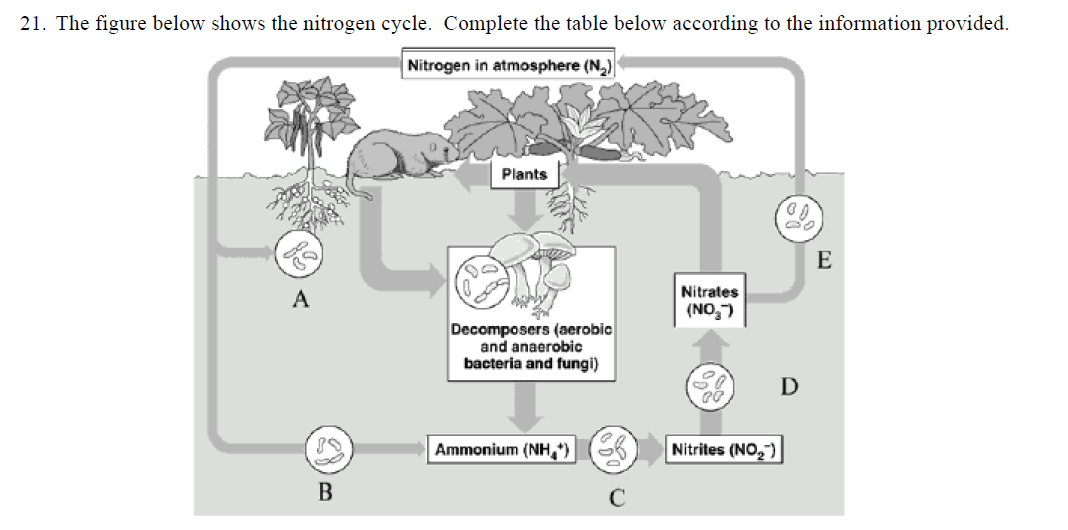 21. The figure below shows the nitrogen cycle. Complete the table below according to the information provided.
Nitrogen in atmosphere (N₂)
Plants
E
A
Nitrates
(NO₃⁻)
Decomposers (aerobic
and anaerobic
bacteria and fungi)
D
Ammonium (NH₄⁺)
Nitrites (NO₂⁻)
B
C